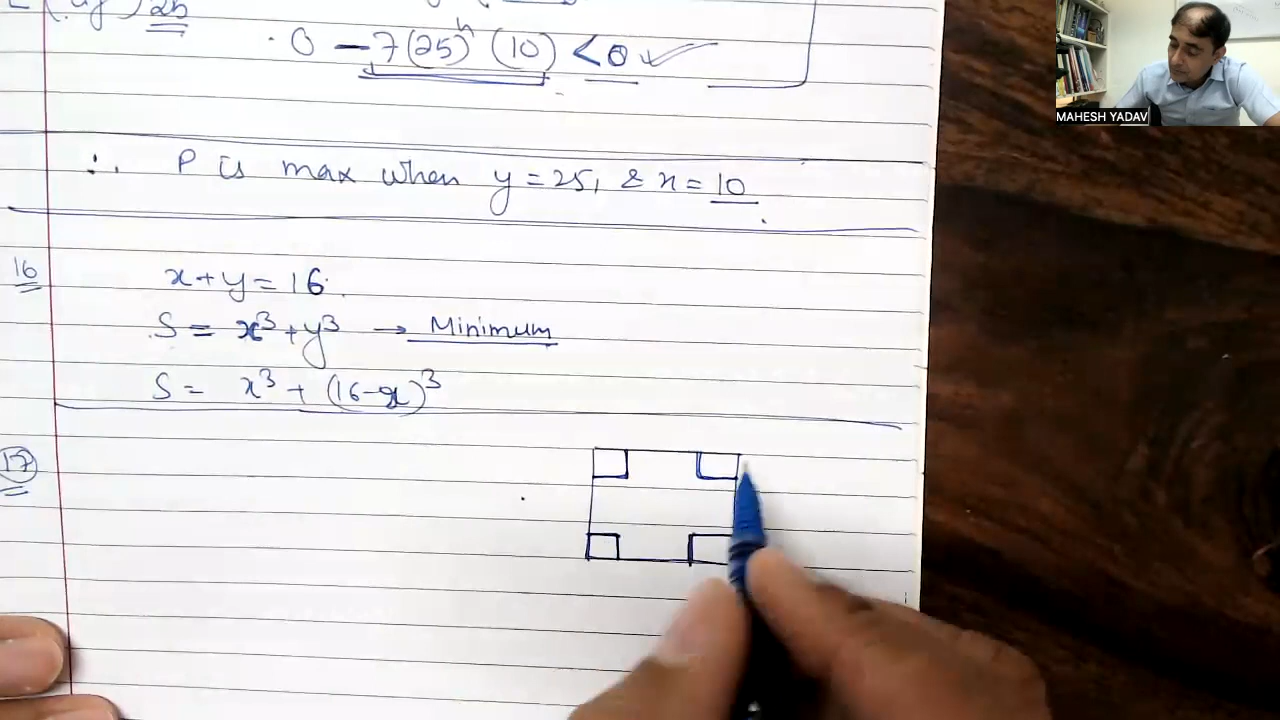 0 - 7(25)^4 (10) < 0 ✓
MAHESH YADAV
∴ P is max when y = 25, & x = 10
16
x + y = 16
S = x³ + y³ → Minimum
S = x³ + (16-x)³
17